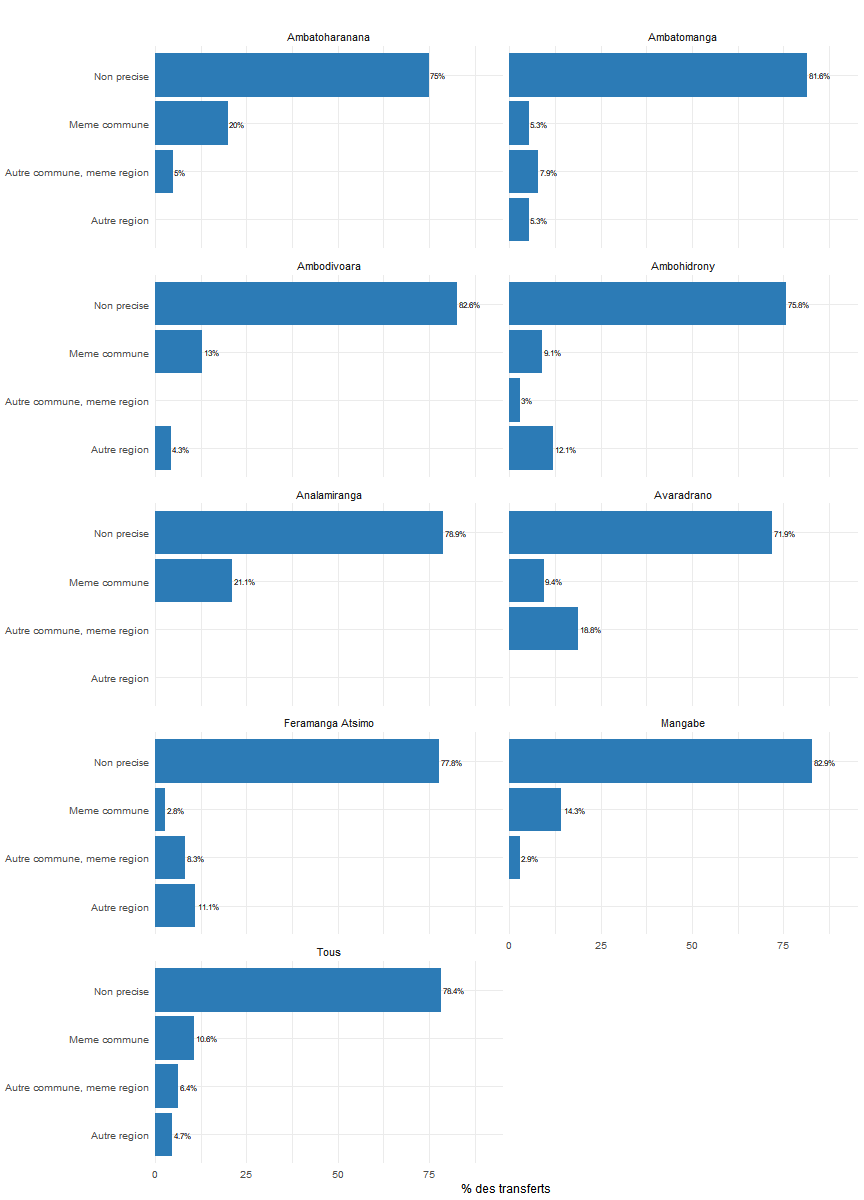 Ambatoharanana
Ambatomanga
Non precise
75%
81.6%
Meme commune
20%
5.3%
Autre commune, meme region
5%
7.9%
Autre region
5.3%
Ambodivoara
Ambohidrony
Non precise
82.6%
75.8%
Meme commune
13%
9.1%
Autre commune, meme region
3%
Autre region
4.3%
12.1%
Analamiranga
Avaradrano
Non precise
78.9%
71.9%
Meme commune
21.1%
9.4%
Autre commune, meme region
18.8%
Autre region
Feramanga Atsimo
Mangabe
Non precise
77.8%
82.9%
Meme commune
2.8%
14.3%
Autre commune, meme region
8.3%
2.9%
Autre region
11.1%
0 25 50 75
Tous
Non precise
78.4%
Meme commune
10.6%
Autre commune, meme region
6.4%
Autre region
4.7%
0 25 50 75
% des transferts